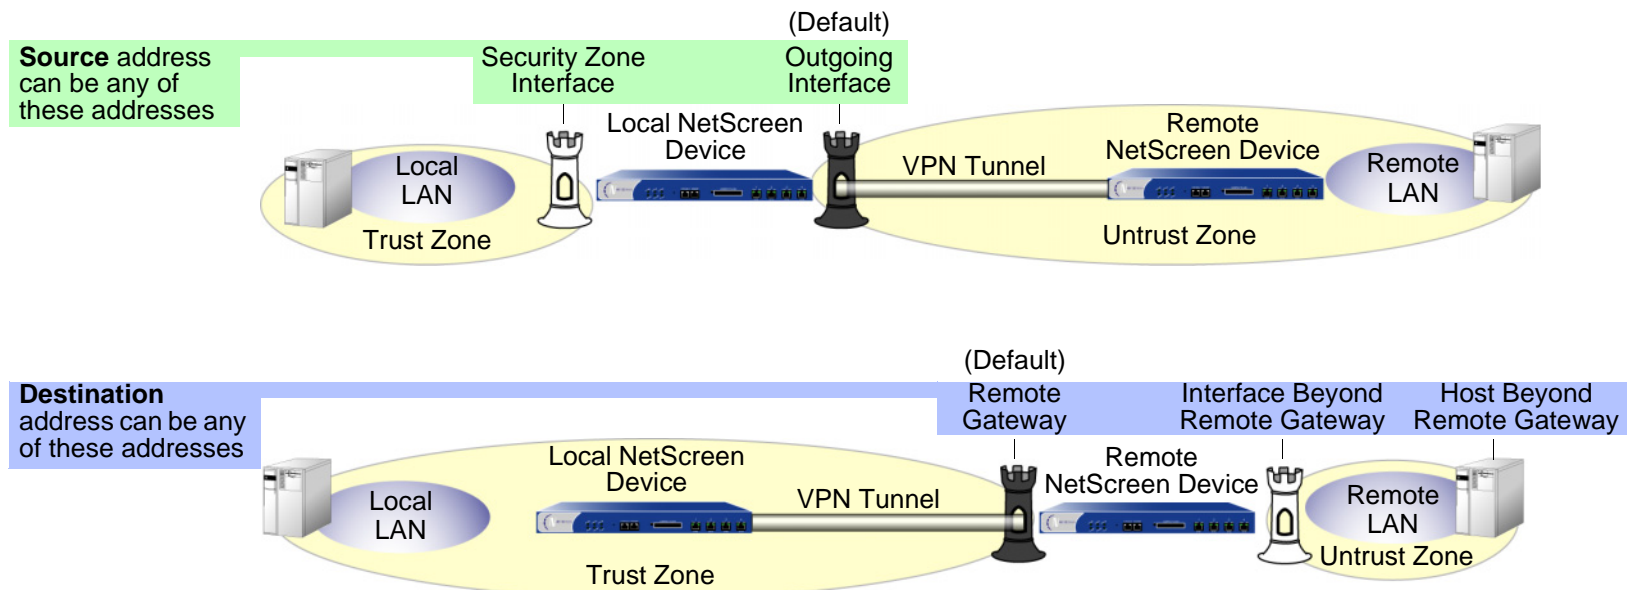 (Default)
Source address
can be any of
these addresses
Security Zone
Interface
Outgoing
Interface
Local NetScreen
Device
Remote
NetScreen Device
Local
LAN
VPN Tunnel
Remote
LAN
Trust Zone
Untrust Zone
(Default)
Destination
address can be any
of these addresses
Remote
Gateway
Interface Beyond
Remote Gateway
Host Beyond
Remote Gateway
Local NetScreen
Device
Remote
NetScreen Device
Local
LAN
VPN Tunnel
Remote
LAN
Trust Zone
Untrust Zone